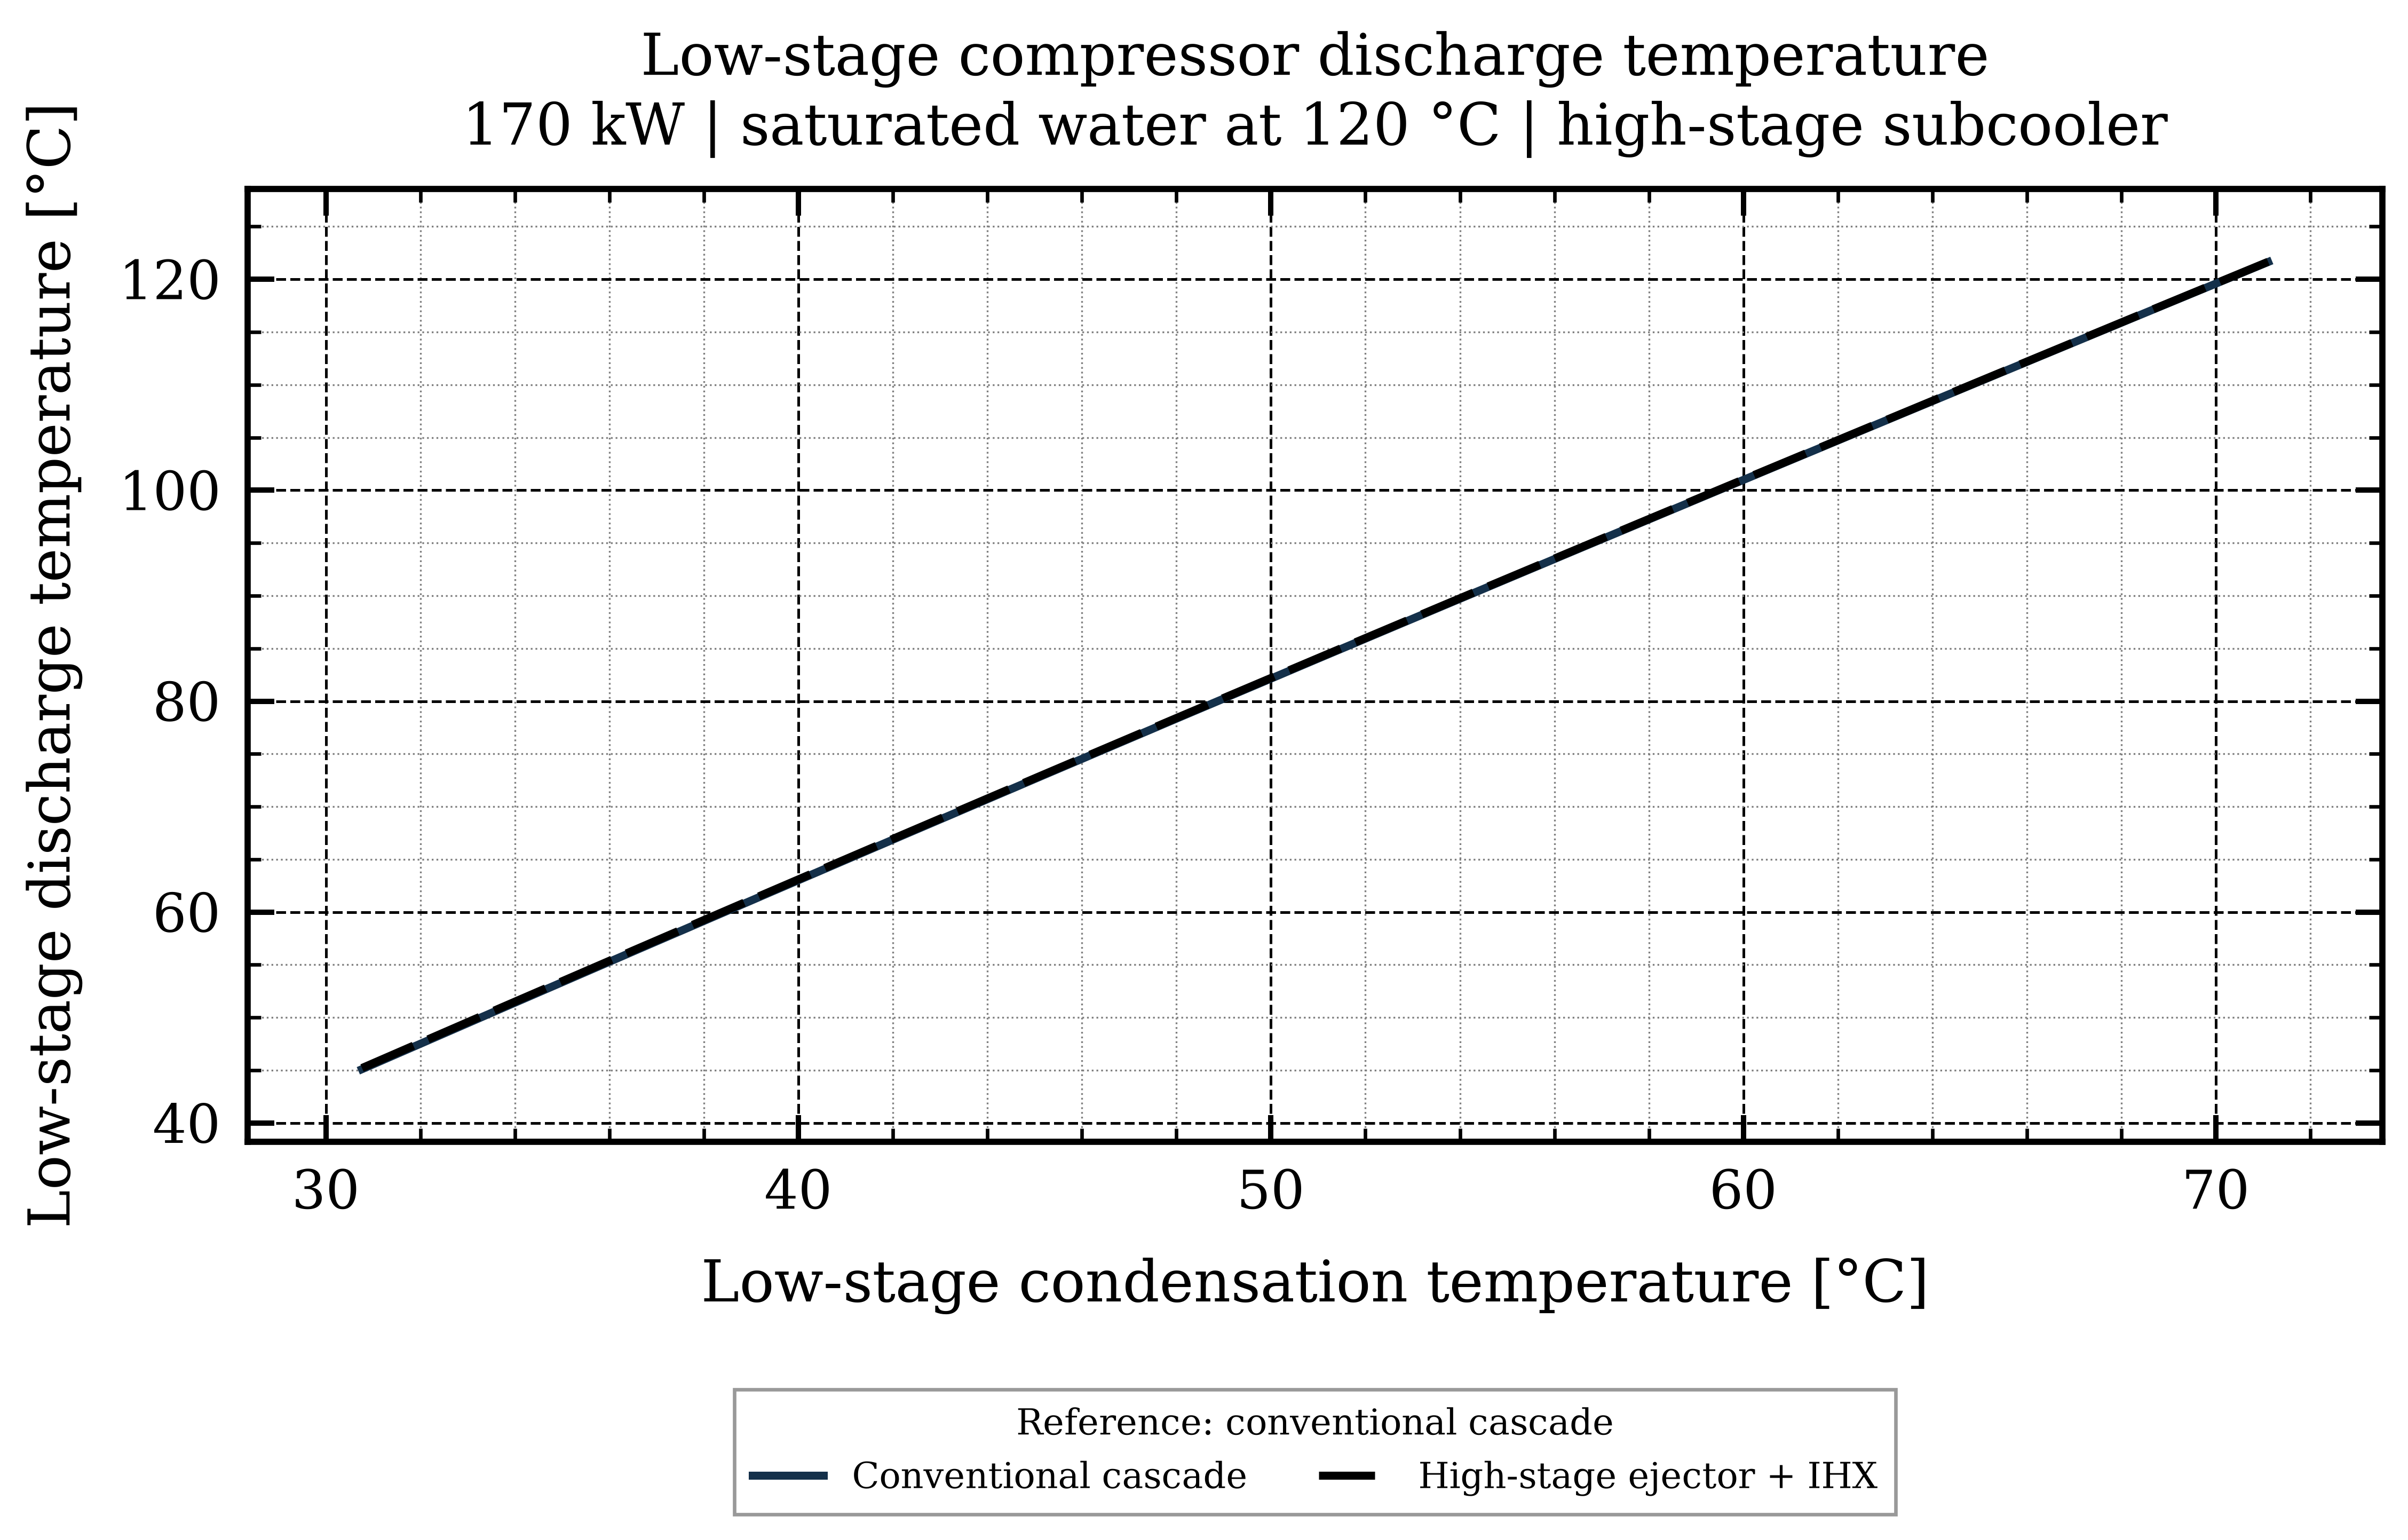 Low-stage compressor discharge temperature
170 kW | saturated water at 120 °C | high-stage subcooler
Low-stage discharge temperature [°C]
120
100
80
60
40
30 40 50 60 70
Low-stage condensation temperature [°C]
Reference: conventional cascade
Conventional cascade High-stage ejector + IHX